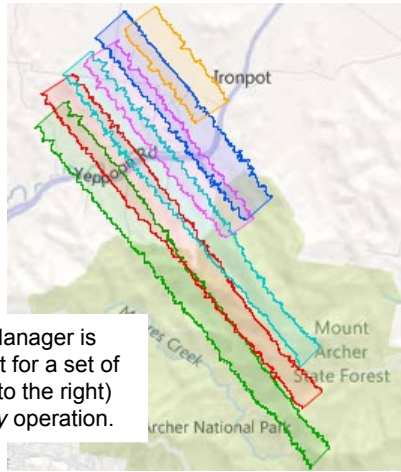 Ironpot
Yeppoon Rd
Mount
Archer
State Forest
Creek
Archer National Park
Manager is
t for a set of
to the right)
y operation.